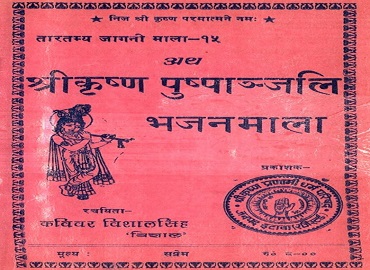 ★ निज श्री कृष्ण परमात्मने नमः ★
तारतम्य जागनी माला-१५
अथ
श्रीकृष्ण पुष्पाञ्जलि
भजनमाला
प्रकाशक-
रचयिता-
कविवर विशालसिंह
मूल्य : सप्रेम